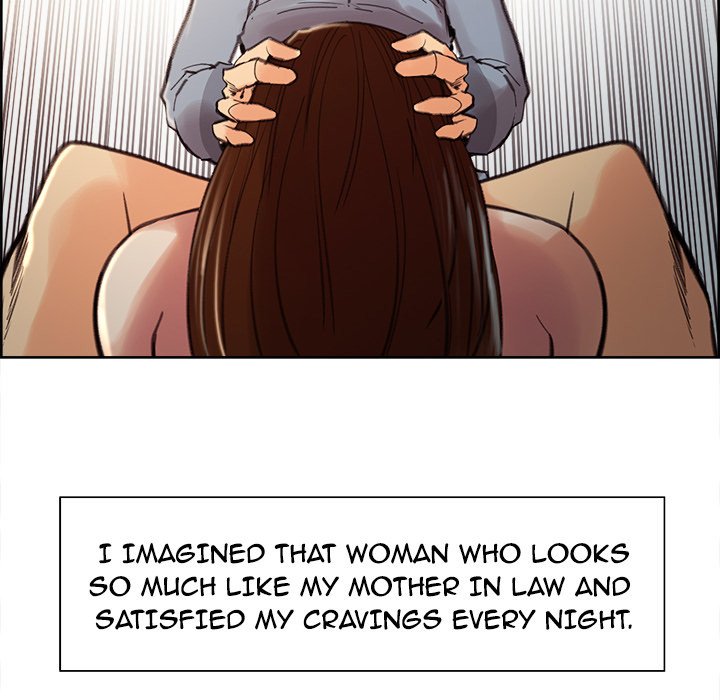 I IMAGINED THAT WOMAN WHO LOOKS
SO MUCH LIKE MY MOTHER IN LAW AND
SATISFIED MY CRAVINGS EVERY NIGHT.